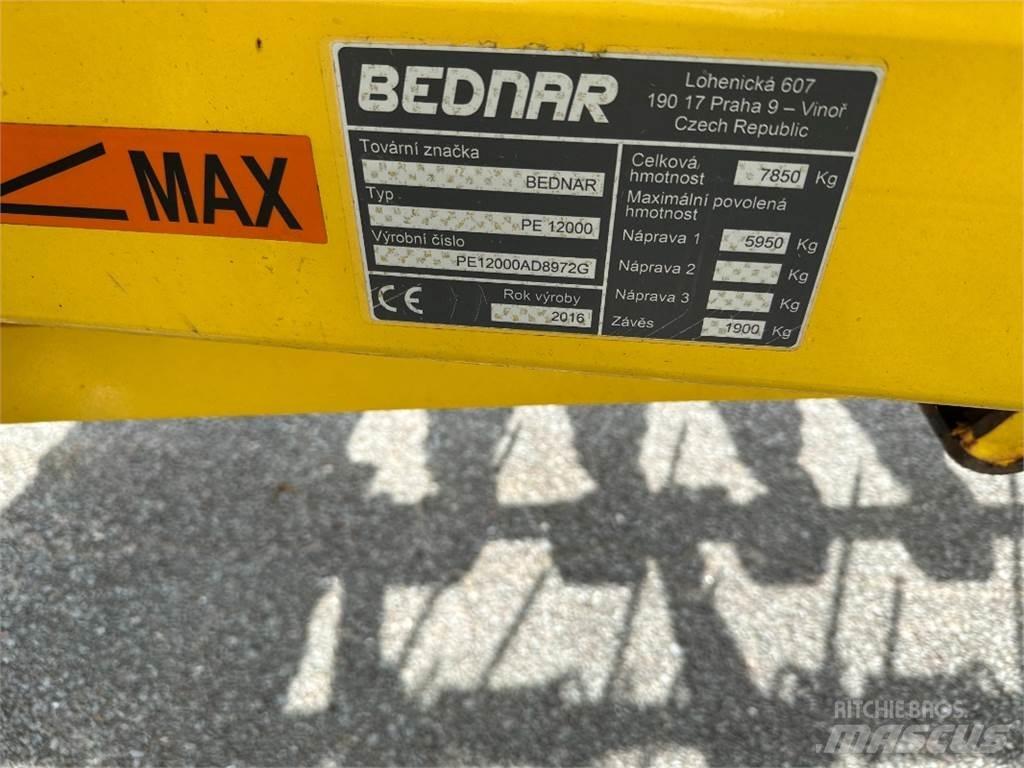 MAX
BEDNAR
Lohenická 607
190 17 Praha 9 – Vinoř
Czech Republic
Tovární značka
BEDNAR
Typ
PE 12000
Výrobní číslo
PE12000AD8972G
CE
Rok výroby
2016
Celková
hmotnost 7850 Kg
Maximální povolená
hmotnost
Náprava 1 5950 Kg
Náprava 2 Kg
Náprava 3 Kg
Závěs 1900 Kg
RITCHIE BROS.
MASCUS